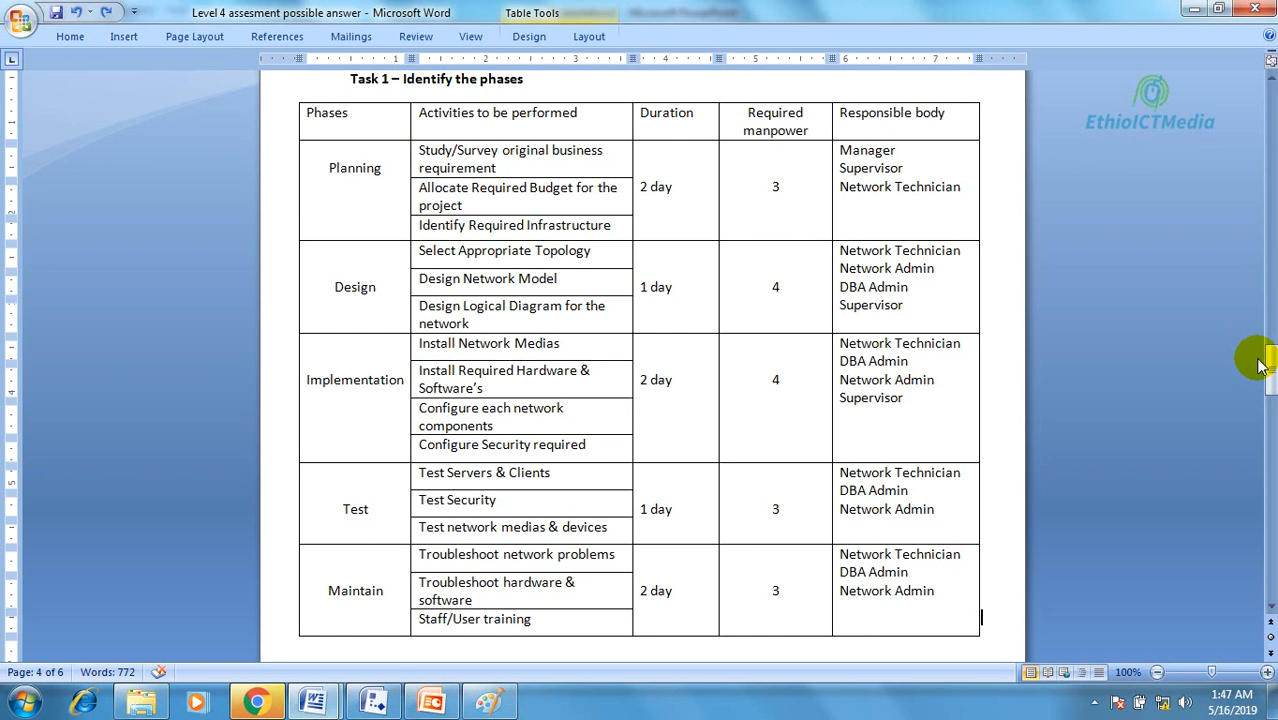 Level 4 assesment possible answer - Microsoft Word
Table Tools
Home Insert Page Layout References Mailings Review View Design Layout
1 2 3 4 5 6 7
EthioICTMedia
Task 1 – Identify the phases
Phases
Activities to be performed
Duration
Required
manpower
Responsible body
Planning
Study/Survey original business
requirement
Allocate Required Budget for the
project
Identify Required Infrastructure
2 day
3
Manager
Supervisor
Network Technician
Design
Select Appropriate Topology
Design Network Model
Design Logical Diagram for the
network
1 day
4
Network Technician
Network Admin
DBA Admin
Supervisor
Implementation
Install Network Medias
Install Required Hardware &
Software's
Configure each network
components
Configure Security required
2 day
4
Network Technician
DBA Admin
Network Admin
Supervisor
Test
Test Servers & Clients
Test Security
Test network medias & devices
1 day
3
Network Technician
DBA Admin
Network Admin
Maintain
Troubleshoot network problems
Troubleshoot hardware &
software
Staff/User training
2 day
3
Network Technician
DBA Admin
Network Admin
Page: 4 of 6 Words: 772 100%
1:47 AM
5/16/2019